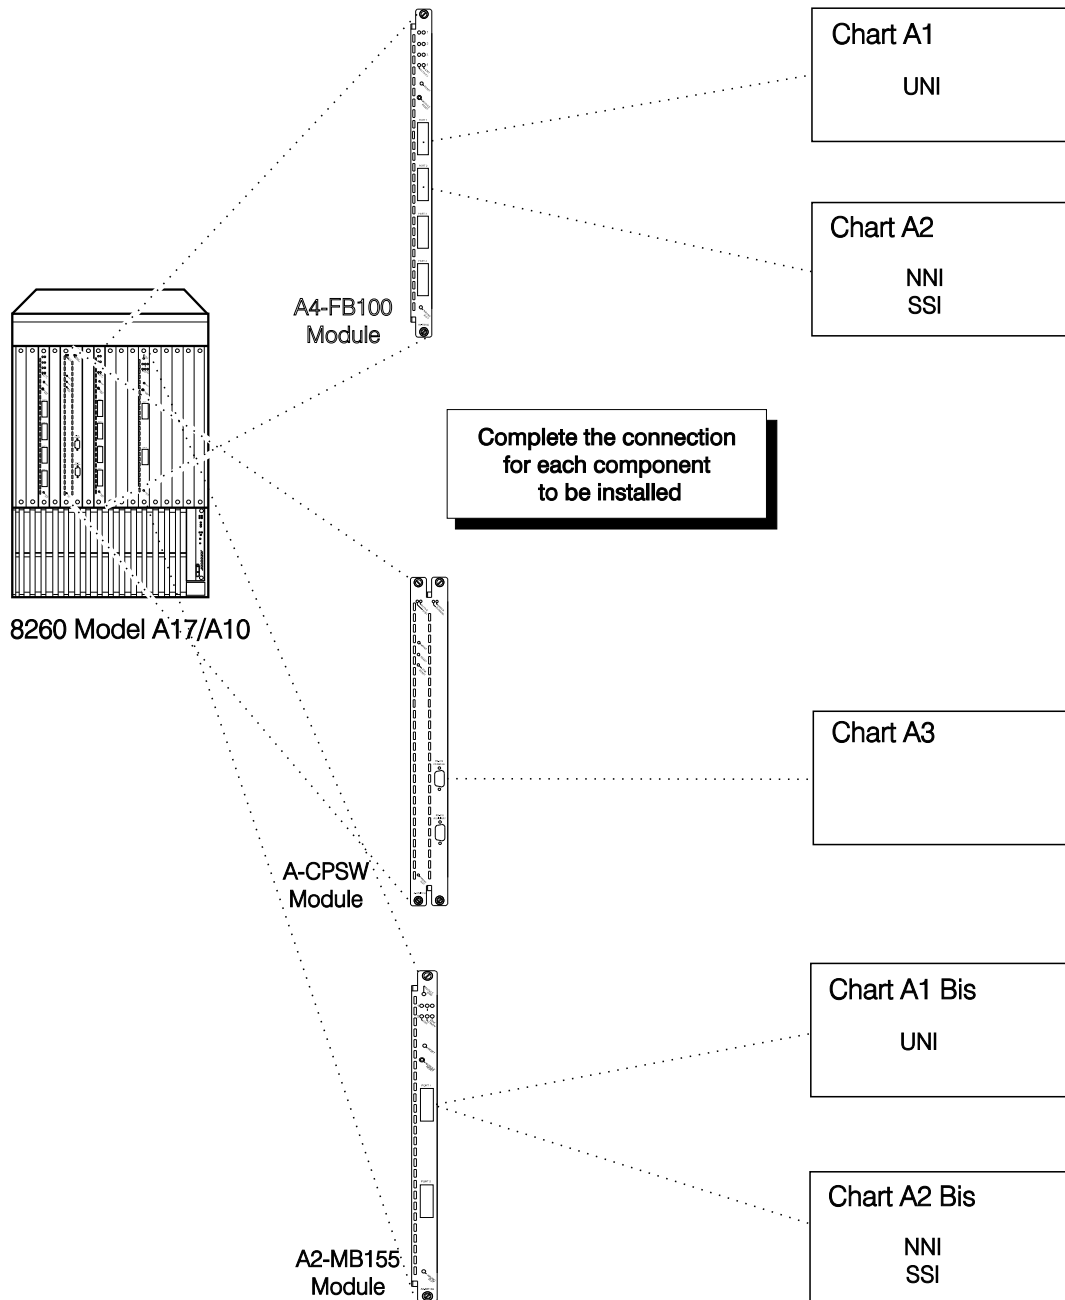 Chart A1
UNI
Chart A2
NNI
SSI
A4-FB100
Module
Complete the connection
for each component
to be installed
8260 Model A17/A10
Chart A3
A-CPSW
Module
Chart A1 Bis
UNI
Chart A2 Bis
NNI
SSI
A2-MB155
Module